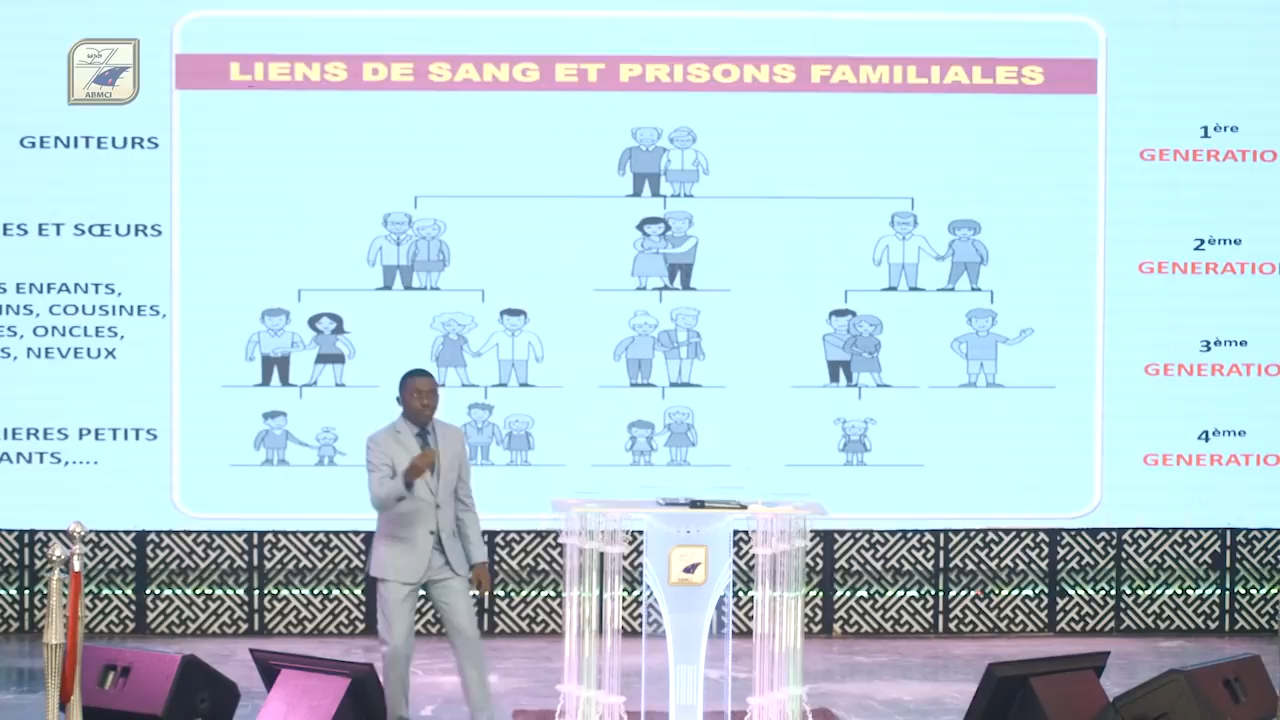 ABMCI
LIENS DE SANG ET PRISONS FAMILIALES
GENITEURS
1ère
GENERATIO
ES ET SŒURS
2ème
GENERATIO
S ENFANTS,
INS, COUSINES,
ES, ONCLES,
S, NEVEUX
3ème
GENERATIO
IERES PETITS
ANTS,....
4ème
GENERATIO